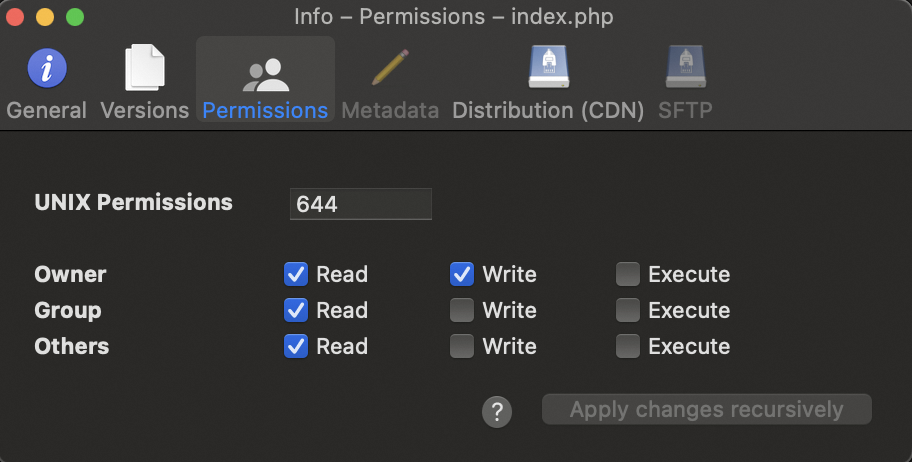 Info – Permissions – index.php
General Versions Permissions Metadata Distribution (CDN) SFTP
UNIX Permissions 644
Owner Read Write Execute
Group Read Write Execute
Others Read Write Execute
? Apply changes recursively